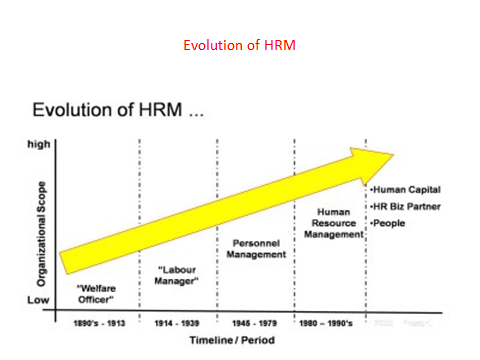 Evolution of HRM
Evolution of HRM ...
high
Organizational Scope
•Human Capital
•HR Biz Partner
•People
Human
Resource
Management
Personnel
Management
"Labour
Manager"
"Welfare
Officer"
Low
1890's - 1913
1914 - 1939
1945 - 1979
1980 – 1990's
Timeline / Period